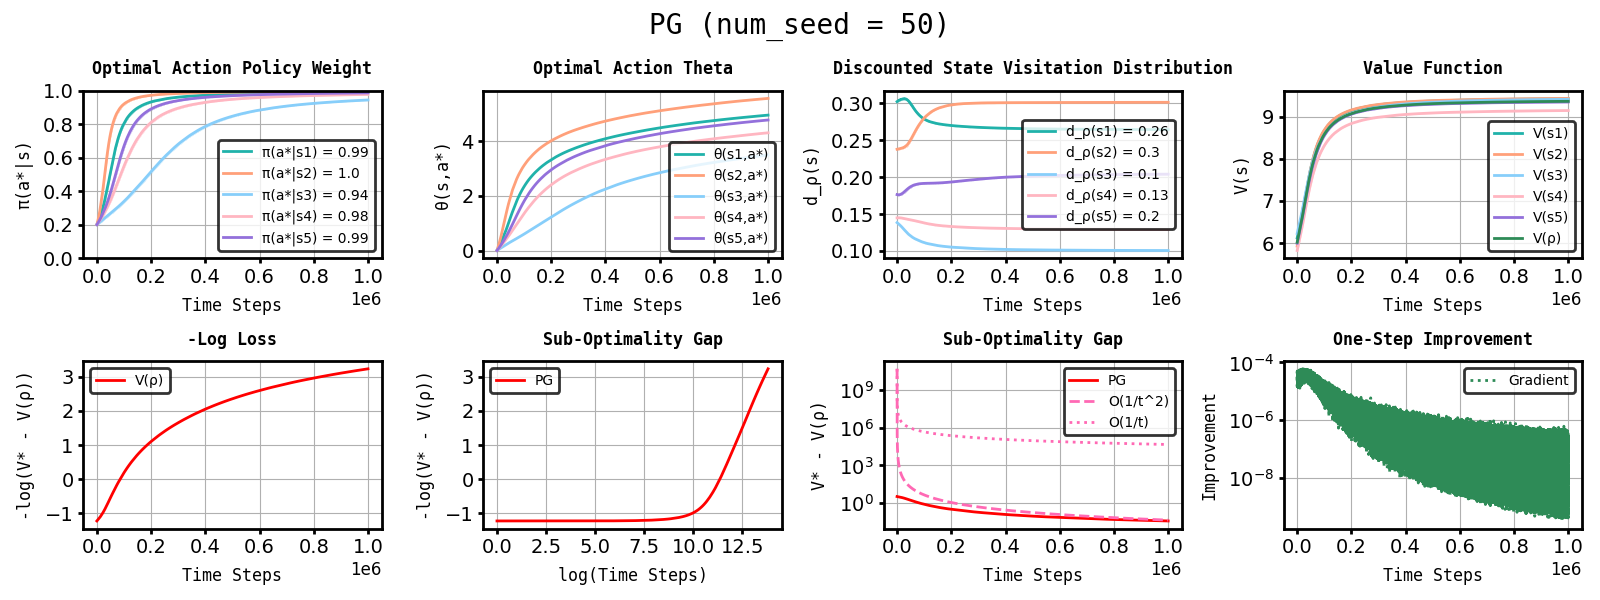 PG (num_seed = 50)
Optimal Action Policy Weight
π(a*|s)
1.0
0.8
0.6
0.4
0.2
0.0
π(a*|s1) = 0.99
π(a*|s2) = 1.0
π(a*|s3) = 0.94
π(a*|s4) = 0.98
π(a*|s5) = 0.99
0.0 0.2 0.4 0.6 0.8 1.0
1e6
Time Steps
Optimal Action Theta
θ(s,a*)
4
2
0
θ(s1,a*)
θ(s2,a*)
θ(s3,a*)
θ(s4,a*)
θ(s5,a*)
0.0 0.2 0.4 0.6 0.8 1.0
1e6
Time Steps
Discounted State Visitation Distribution
d_ρ(s)
0.30
0.25
0.20
0.15
0.10
d_ρ(s1) = 0.26
d_ρ(s2) = 0.3
d_ρ(s3) = 0.1
d_ρ(s4) = 0.13
d_ρ(s5) = 0.2
0.0 0.2 0.4 0.6 0.8 1.0
1e6
Time Steps
Value Function
V(s)
9
8
7
6
V(s1)
V(s2)
V(s3)
V(s4)
V(s5)
V(ρ)
0.0 0.2 0.4 0.6 0.8 1.0
1e6
Time Steps
-Log Loss
-log(V* - V(ρ))
3
2
1
0
−1
V(ρ)
0.0 0.2 0.4 0.6 0.8 1.0
1e6
Time Steps
Sub-Optimality Gap
-log(V* - V(ρ))
3
2
1
0
−1
PG
0.0 2.5 5.0 7.5 10.0 12.5
log(Time Steps)
Sub-Optimality Gap
V* - V(ρ)
10⁹
10⁶
10³
10⁰
PG
O(1/t^2)
O(1/t)
0.0 0.2 0.4 0.6 0.8 1.0
1e6
Time Steps
One-Step Improvement
Improvement
10⁻⁴
10⁻⁶
10⁻⁸
Gradient
0.0 0.2 0.4 0.6 0.8 1.0
1e6
Time Steps